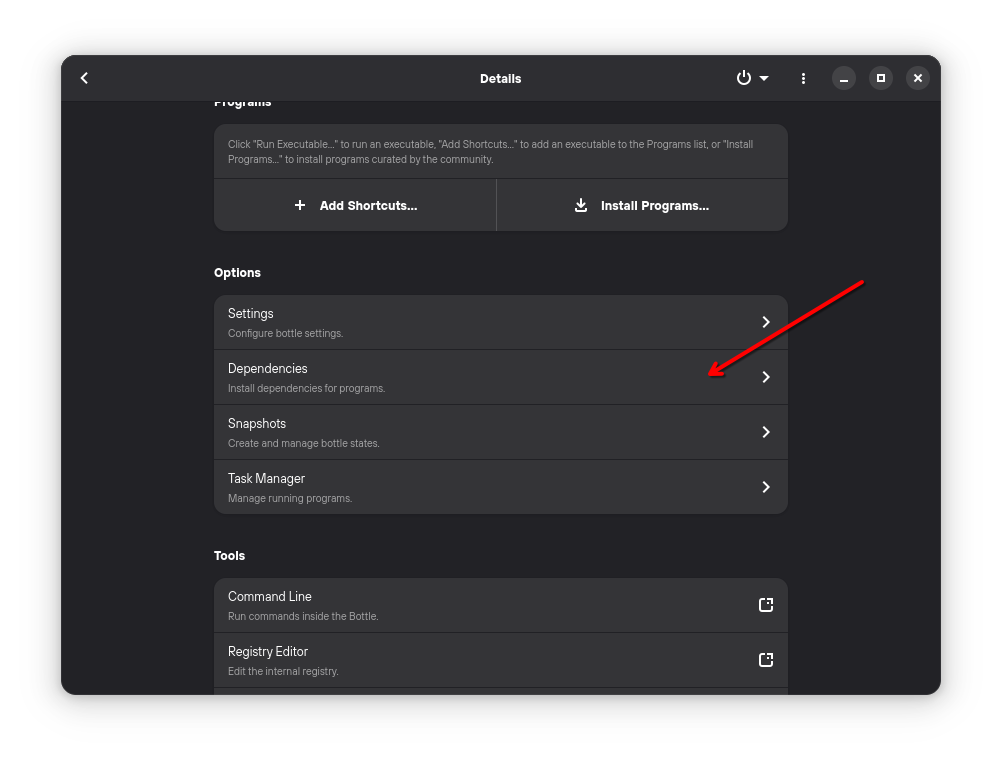 Details
Programs
Click "Run Executable..." to run an executable, "Add Shortcuts..." to add an executable to the Programs list, or "Install
Programs..." to install programs curated by the community.
Add Shortcuts...
Install Programs...
Options
Settings
Configure bottle settings.
Dependencies
Install dependencies for programs.
Snapshots
Create and manage bottle states.
Task Manager
Manage running programs.
Tools
Command Line
Run commands inside the Bottle.
Registry Editor
Edit the internal registry.